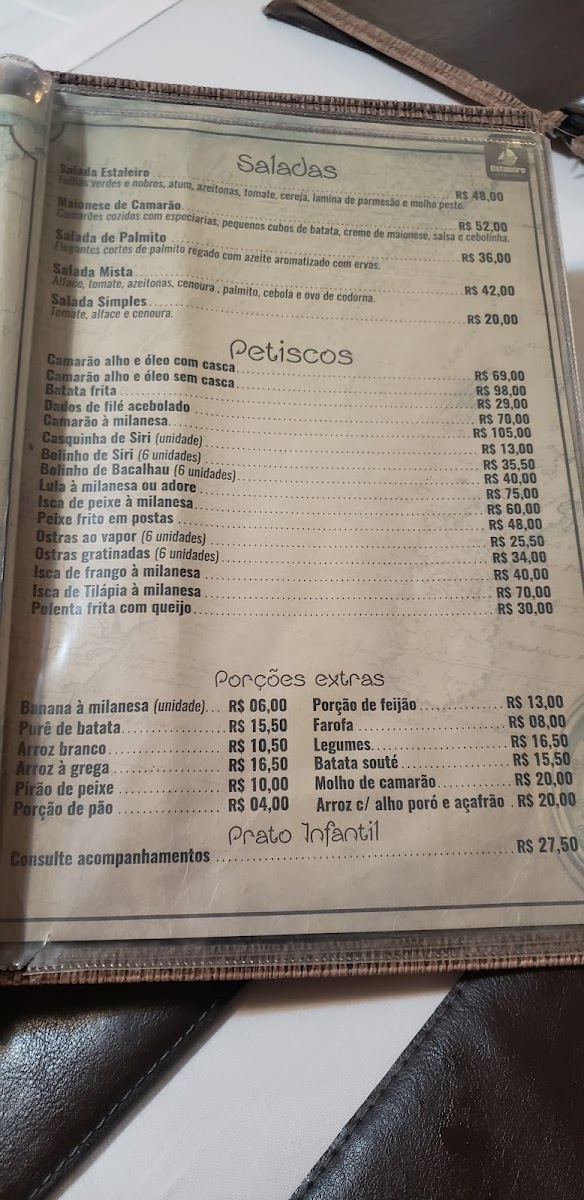 Estaleiro
Saladas
Salada Estaleiro R$ 48,00
Folhas verdes e nobres, atum, azeitonas, tomate, cereja, lamina de parmesão e molho peste.
Maionese de Camarão R$ 52,00
Camarões cozidos com especiarias, pequenos cubos de batata, creme de maionese, salsa e cebolinha.
Salada de Palmito R$ 36,00
Elegantes cortes de palmito regado com azeite aromatizado com ervas.
Salada Mista R$ 42,00
Alface, tomate, azeitonas, cenoura , palmito, cebola e ovo de codorna.
Salada Simples R$ 20,00
Tomate, alface e cenoura.
Petiscos
Camarão alho e óleo com casca R$ 69,00
Camarão alho e óleo sem casca R$ 98,00
Batata frita R$ 29,00
Dados de filé acebolado R$ 70,00
Camarão à milanesa R$ 105,00
Casquinha de Siri (unidade) R$ 13,00
Bolinho de Siri (6 unidades) R$ 35,50
Bolinho de Bacalhau (6 unidades) R$ 40,00
Lula à milanesa ou adore R$ 75,00
Isca de peixe à milanesa R$ 60,00
Peixe frito em postas R$ 48,00
Ostras ao vapor (6 unidades) R$ 25,50
Ostras gratinadas (6 unidades) R$ 34,00
Isca de frango à milanesa R$ 40,00
Isca de Tilápia à milanesa R$ 70,00
Polenta frita com queijo R$ 30,00
Porções extras
Banana à milanesa (unidade) R$ 06,00
Purê de batata R$ 15,50
Arroz branco R$ 10,50
Arroz à grega R$ 16,50
Pirão de peixe R$ 10,00
Porção de pão R$ 04,00
Porção de feijão R$ 13,00
Farofa R$ 08,00
Legumes R$ 16,50
Batata souté R$ 15,50
Molho de camarão R$ 20,00
Arroz c/ alho poró e açafrão R$ 20,00
Prato Infantil
Consulte acompanhamentos R$ 27,50